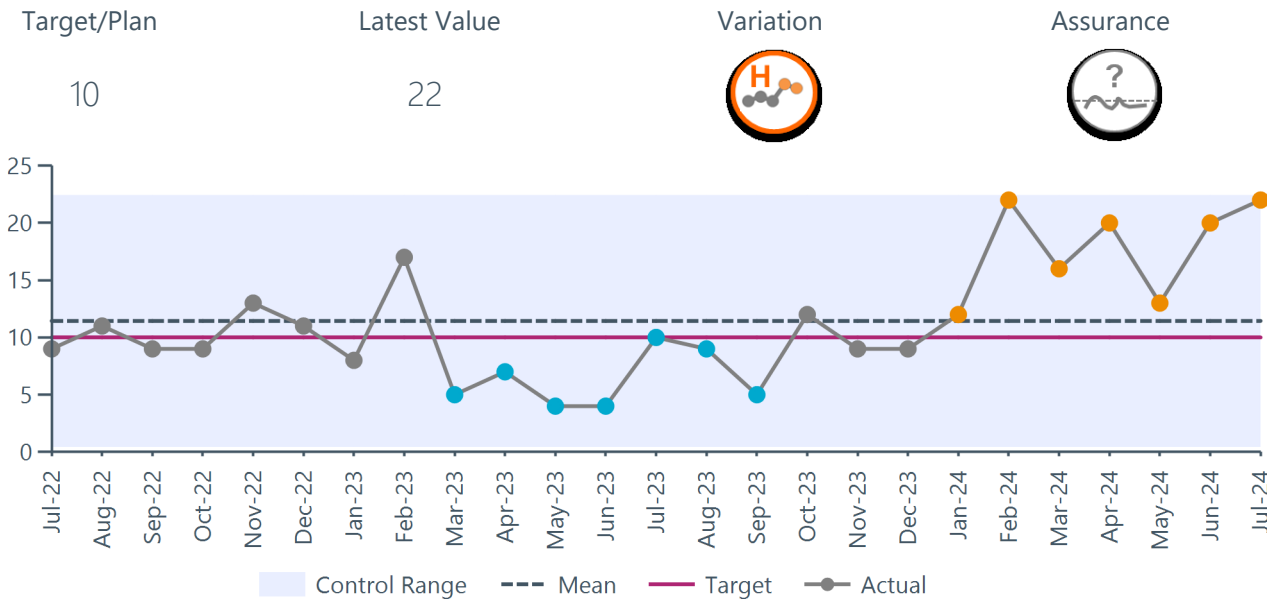 Target/Plan Latest Value Variation Assurance
10 22 H ?
25
20
15
10
5
0
Jul-22 Aug-22 Sep-22 Oct-22 Nov-22 Dec-22 Jan-23 Feb-23 Mar-23 Apr-23 May-23 Jun-23 Jul-23 Aug-23 Sep-23 Oct-23 Nov-23 Dec-23 Jan-24 Feb-24 Mar-24 Apr-24 May-24 Jun-24 Jul-24
Control Range Mean Target Actual